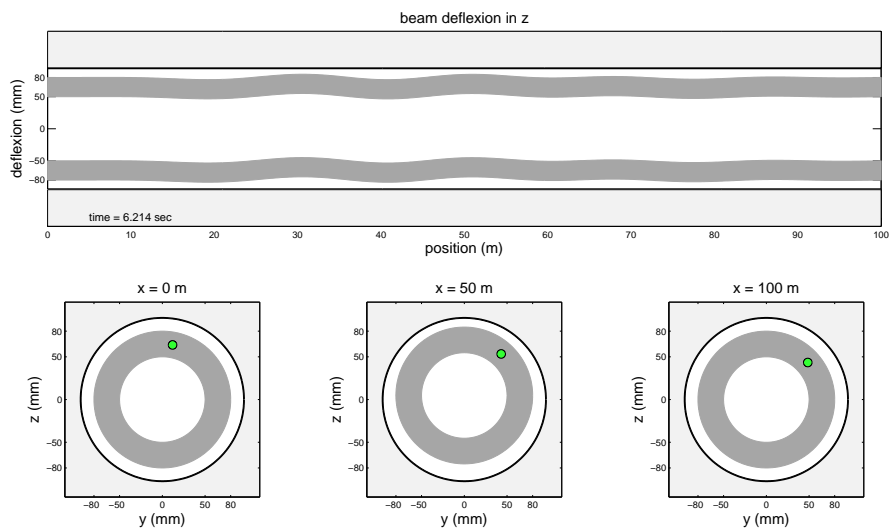 beam deflexion in z
deflexion (mm)
80
50
0
−50
−80
time = 6.214 sec
0 10 20 30 40 50 60 70 80 90 100
position (m)
x = 0 m
z (mm)
80
50
0
−50
−80
−80 −50 0 50 80
y (mm)
x = 50 m
z (mm)
80
50
0
−50
−80
−80 −50 0 50 80
y (mm)
x = 100 m
z (mm)
80
50
0
−50
−80
−80 −50 0 50 80
y (mm)